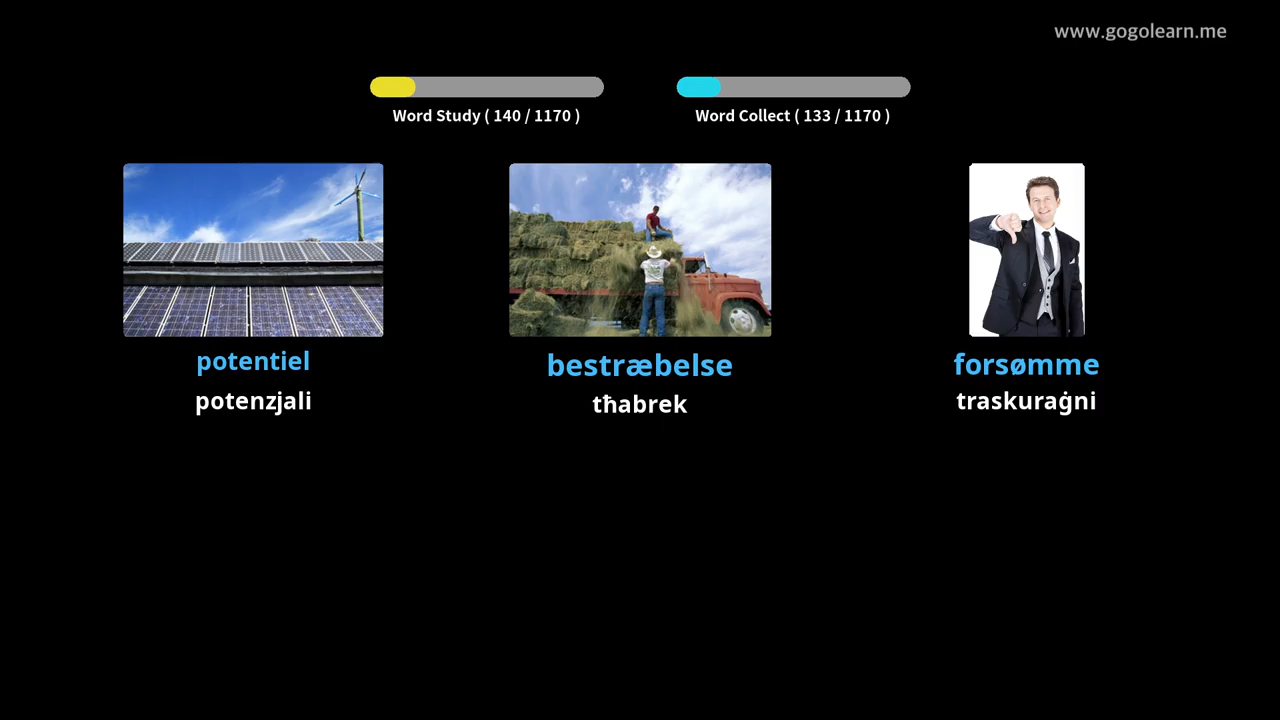 www.gogolearn.me
Word Study ( 140 / 1170 )
Word Collect ( 133 / 1170 )
potentiel
bestræbelse
forsømme
potenzjali
tħabrek
traskuraġni